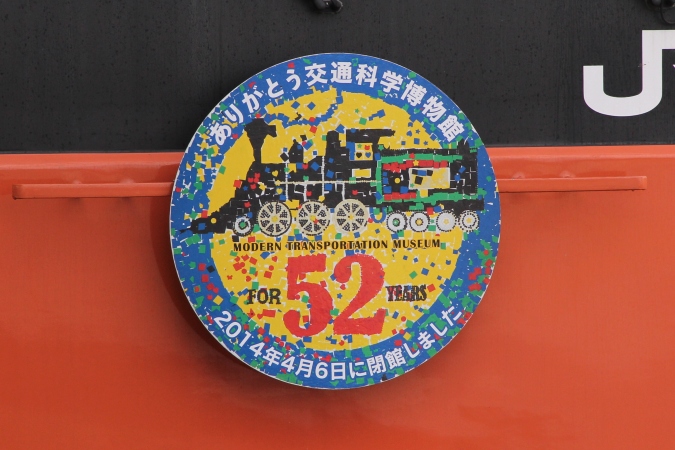 ありがとう交通科学博物館
MODERN TRANSPORTATION MUSEUM
FOR 52 YEARS
2014年4月6日に閉館しました
J